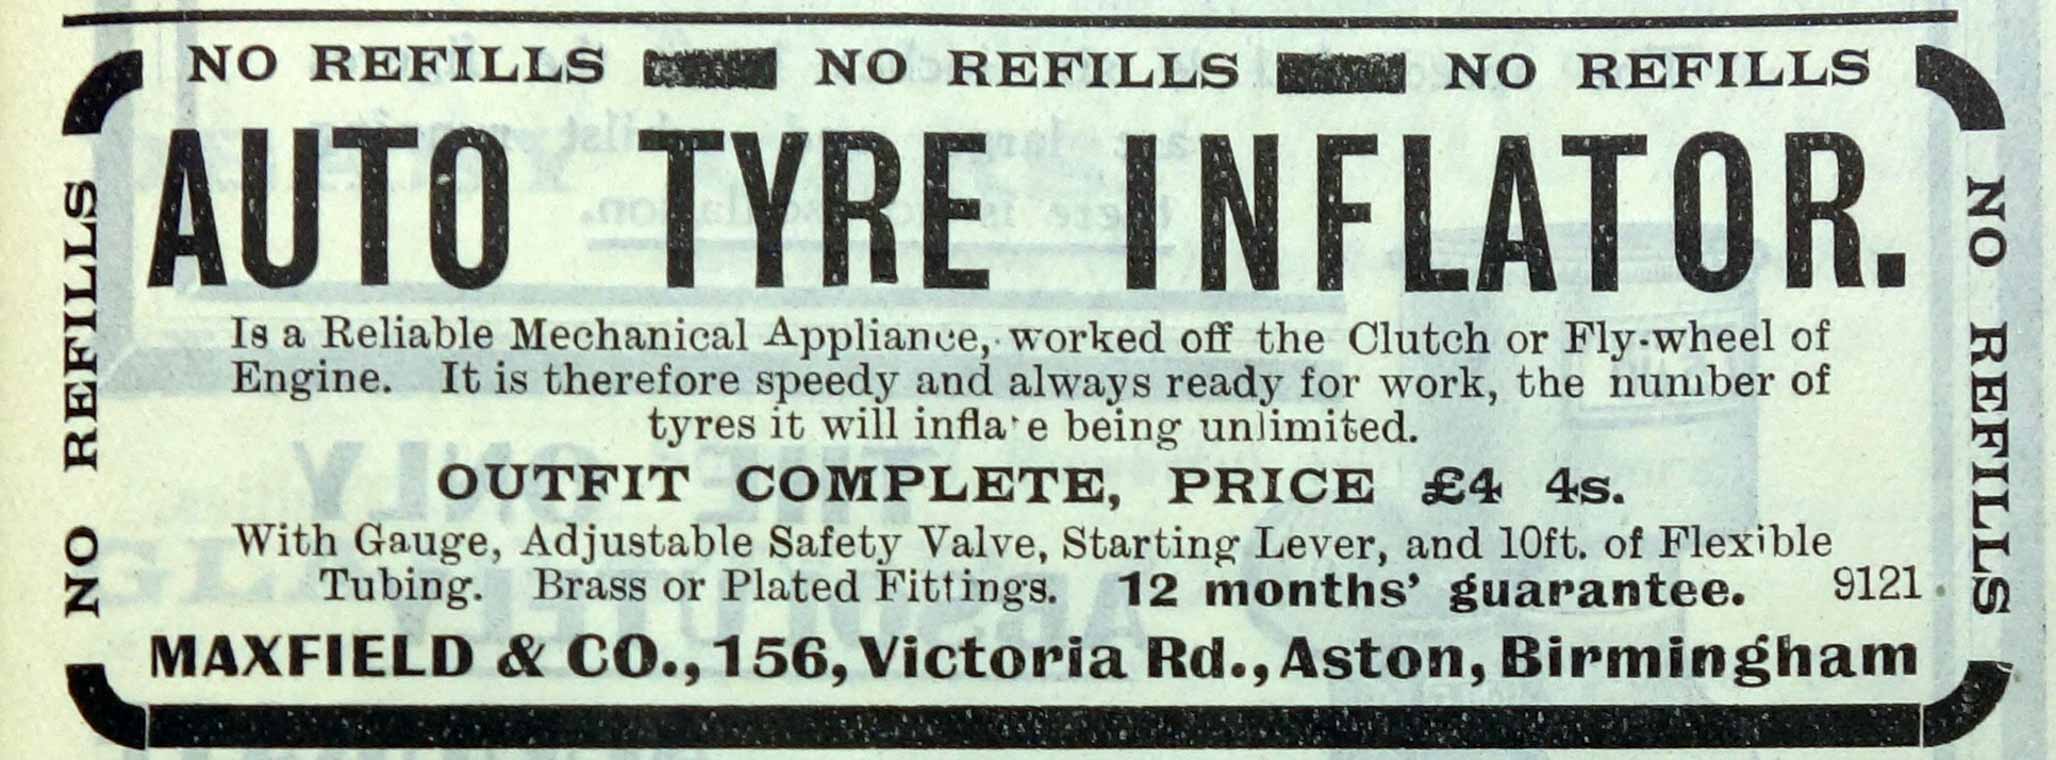 NO REFILLS NO REFILLS NO REFILLS
NO REFILLS
NO REFILLS
AUTO TYRE INFLATOR.
Is a Reliable Mechanical Appliance, worked off the Clutch or Fly-wheel of
Engine. It is therefore speedy and always ready for work, the number of
tyres it will infla e being unlimited.
OUTFIT COMPLETE, PRICE £4 4s.
With Gauge, Adjustable Safety Valve, Starting Lever, and 10ft. of Flexible
Tubing. Brass or Plated Fittings. 12 months' guarantee. 9121
MAXFIELD & CO., 156, Victoria Rd., Aston, Birmingham